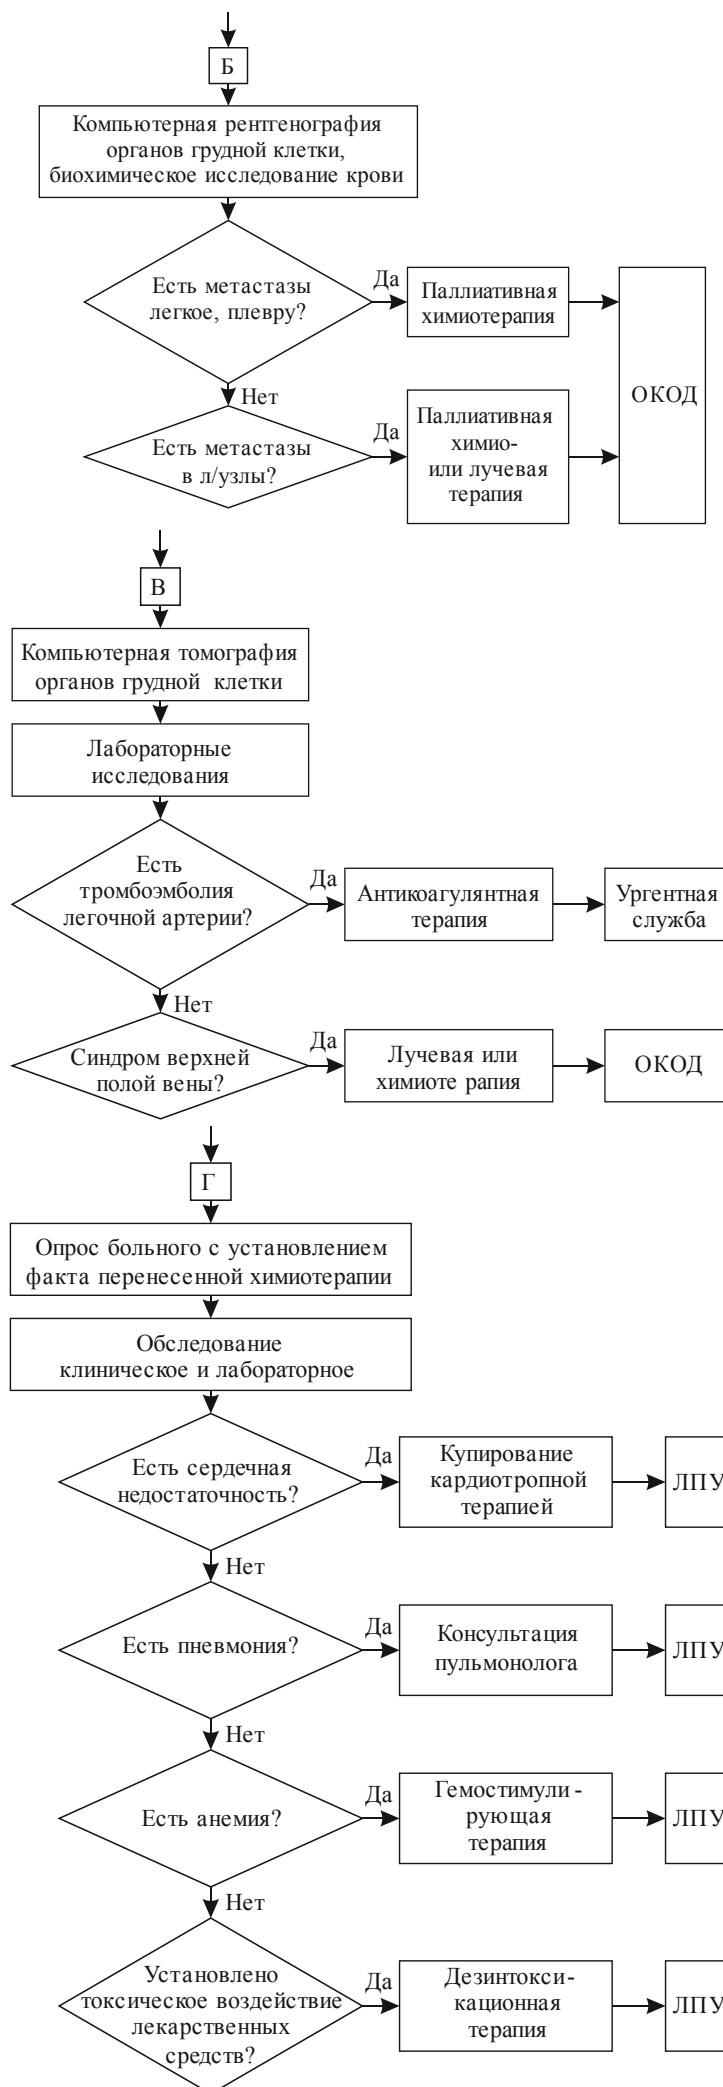 Б
Компьютерная рентгенография
органов грудной клетки,
биохимическое исследование крови
Есть метастазы
легкое, плевру?
Да
Паллиативная
химиотерапия
ОКОД
Нет
Есть метастазы
в л/узлы?
Да
Паллиативная
химио-
или лучевая
терапия
В
Компьютерная томография
органов грудной клетки
Лабораторные
исследования
Есть
тромбоэмболия
легочной артерии?
Да
Антикоагулянтная
терапия
Ургентная
служба
Нет
Синдром верхней
полой вены?
Да
Лучевая или
химиоте рапия
ОКОД
Г
Опрос больного с установлением
факта перенесенной химиотерапии
Обследование
клиническое и лабораторное
Есть сердечная
недостаточность?
Да
Купирование
кардиотропной
терапией
ЛПУ
Нет
Есть пневмония?
Да
Консультация
пульмонолога
ЛПУ
Нет
Есть анемия?
Да
Гемостимули -
рующая
терапия
ЛПУ
Нет
Установлено
токсическое воздействие
лекарственных
средств?
Да
Дезинтокси-
кационная
терапия
ЛПУ